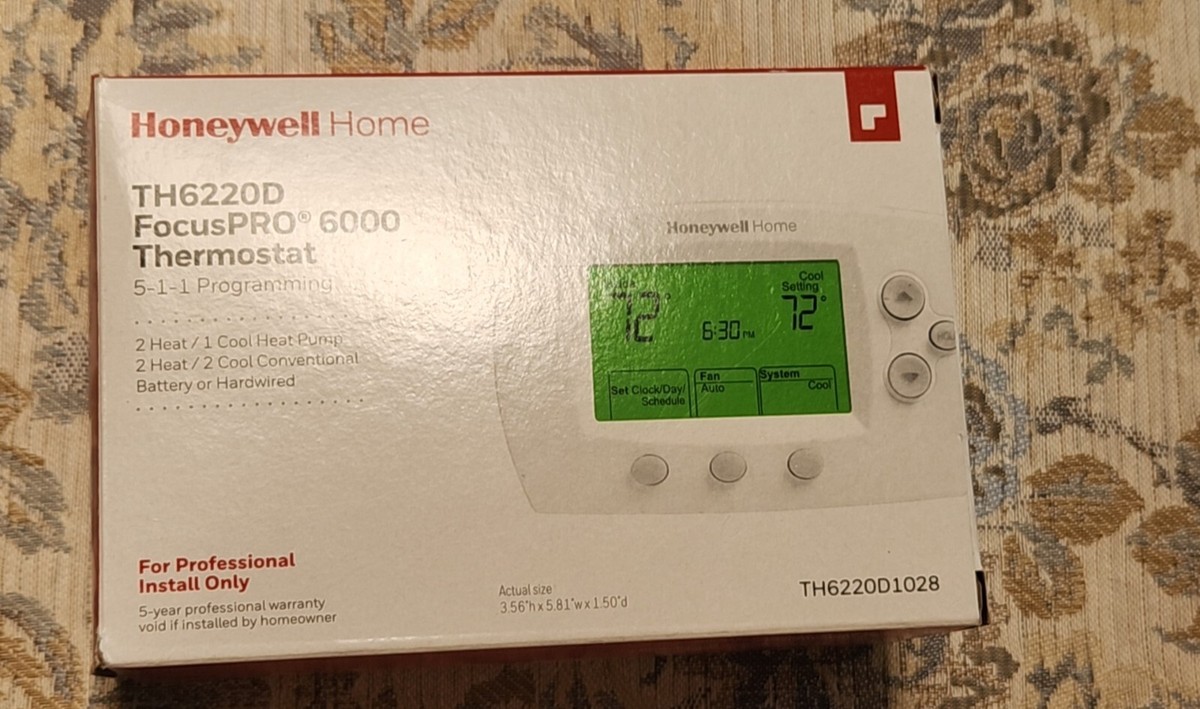 Honeywell Home
TH6220D
FocusPRO® 6000
Thermostat
5-1-1 Programming
2 Heat / 1 Cool Heat Pump
2 Heat / 2 Cool Conventional
Battery or Hardwired
For Professional
Install Only
5-year professional warranty
void if installed by homeowner
Honeywell Home
72°
6:30 PM
Cool
Setting
72°
Set Clock/Day/
Schedule
Fan
Auto
System
Cool
Actual size
3.56"h x 5.81"w x 1.50"d
TH6220D1028